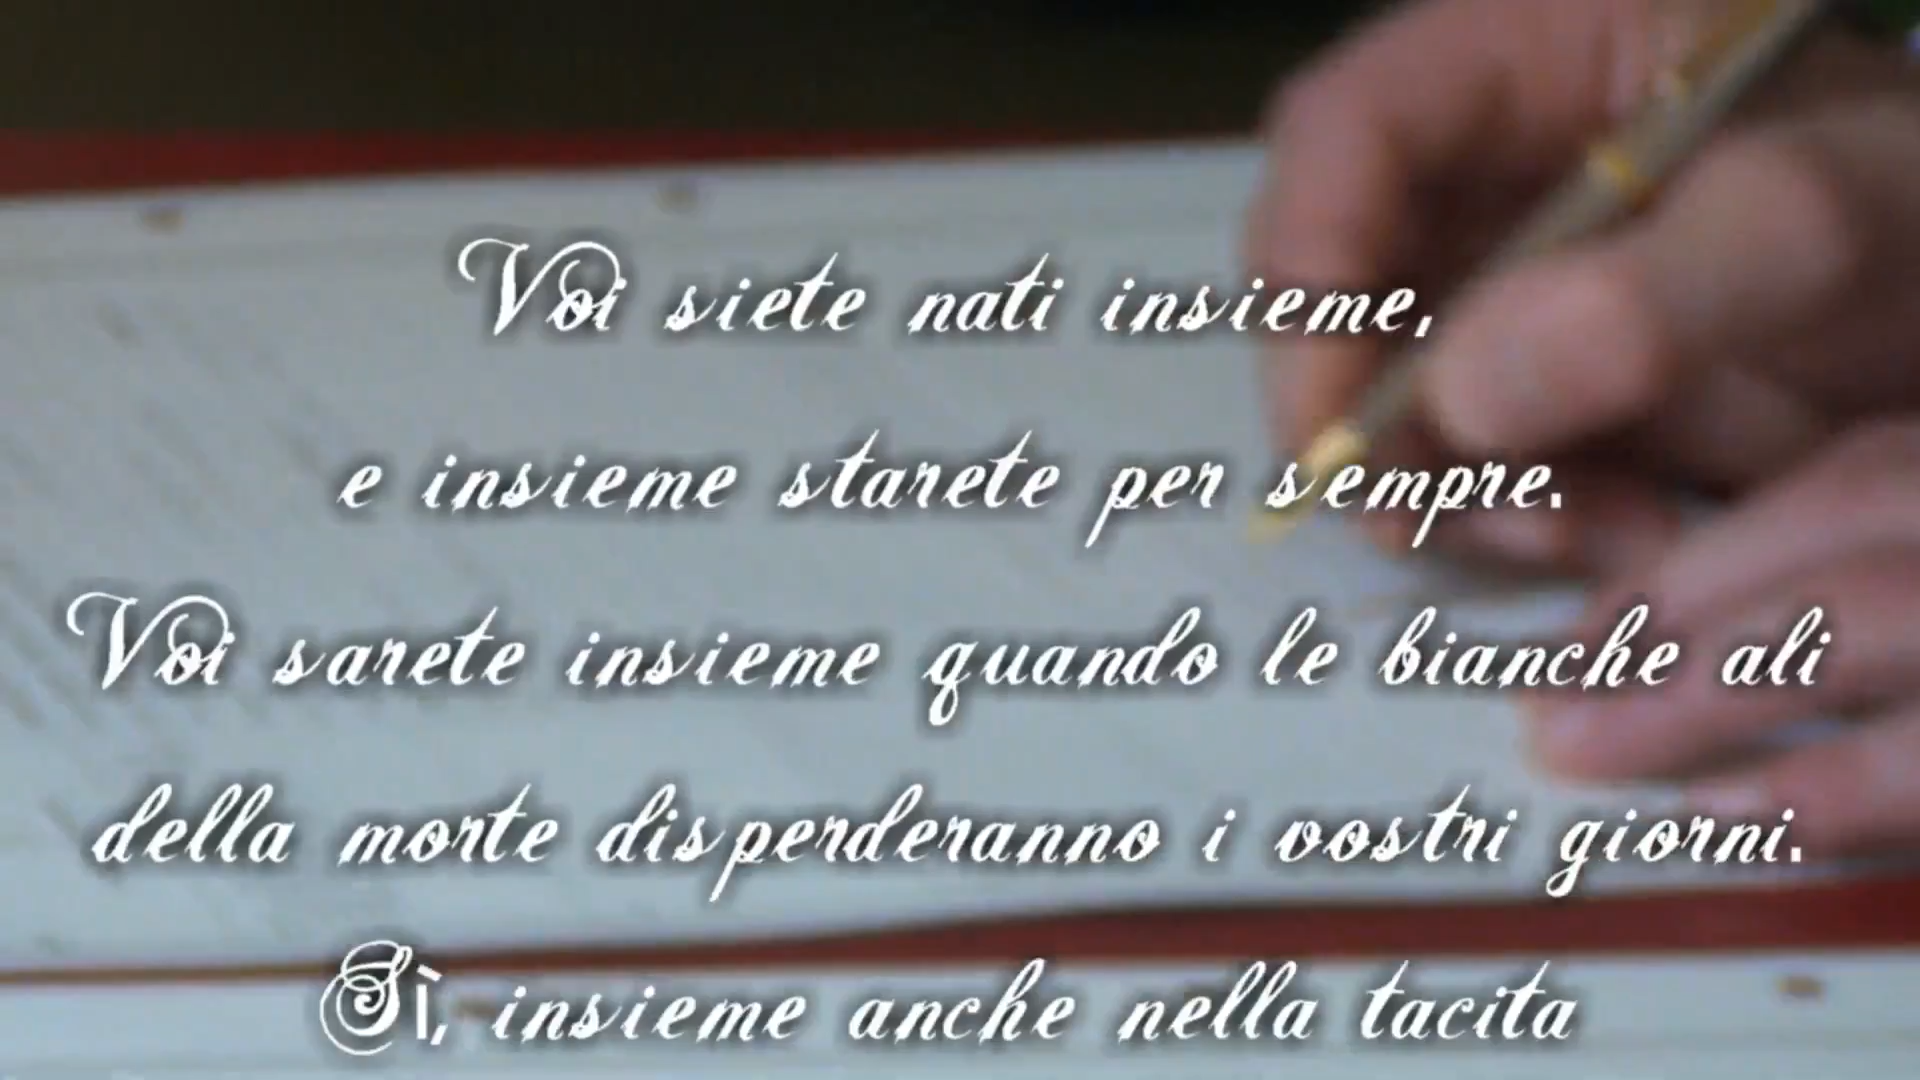 Voi siete nati insieme,
e insieme starete per sempre.
Voi sarete insieme quando le bianche ali
della morte disperderanno i vostri giorni.
Sì, insieme anche nella tacita